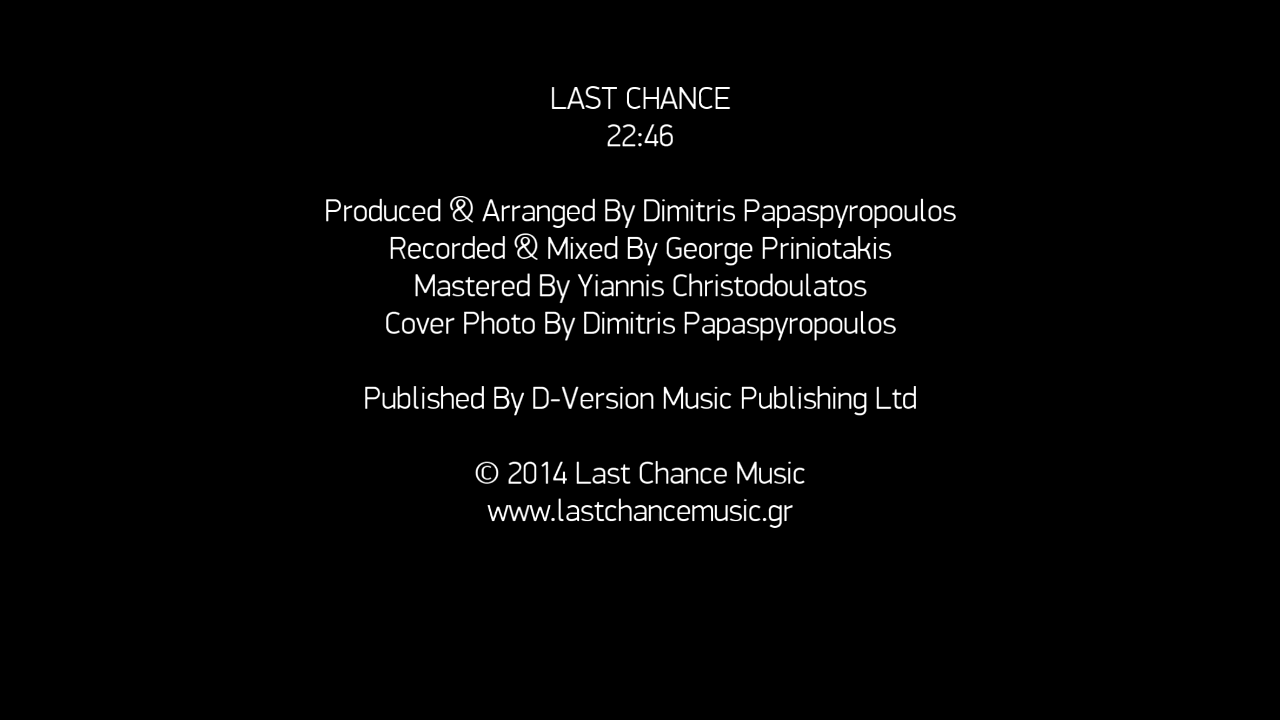 LAST CHANCE
22:46
Produced & Arranged By Dimitris Papaspyropoulos
Recorded & Mixed By George Priniotakis
Mastered By Yiannis Christodoulatos
Cover Photo By Dimitris Papaspyropoulos
Published By D-Version Music Publishing Ltd
© 2014 Last Chance Music
www.lastchancemusic.gr